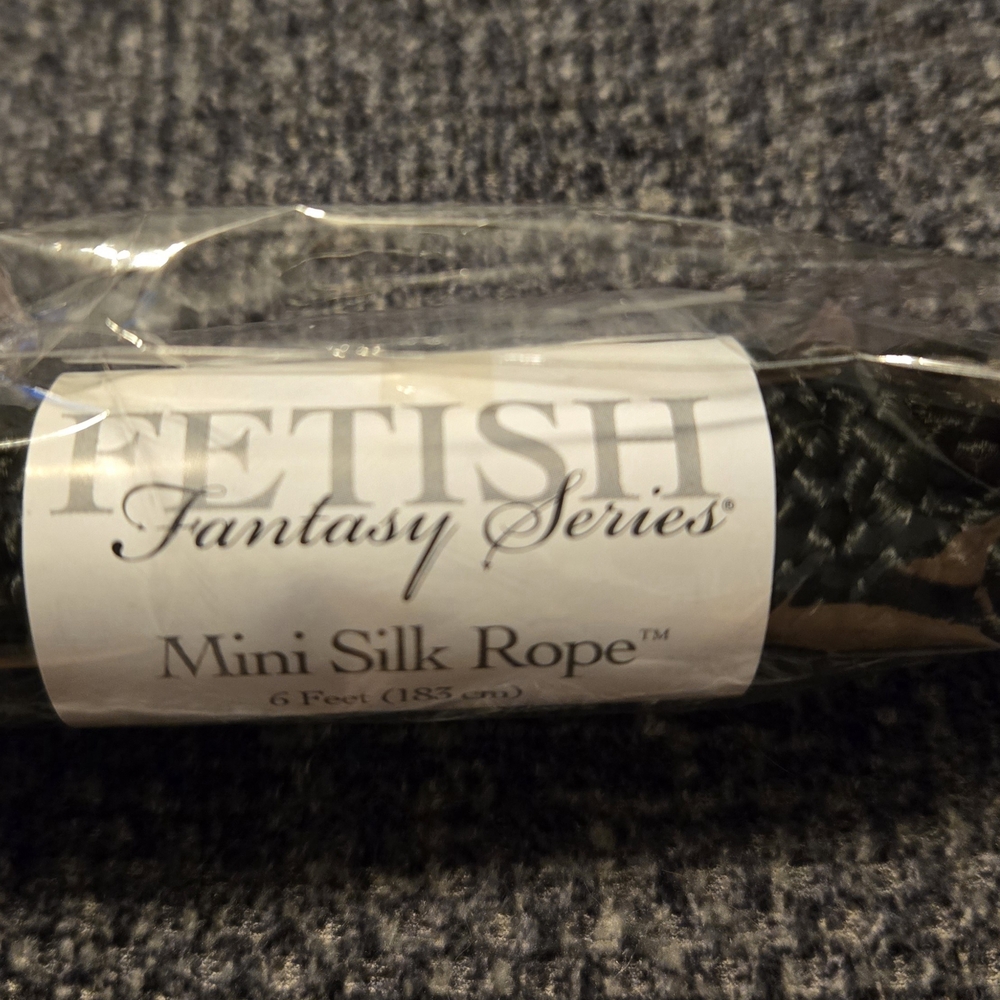 FETISH
Fantasy Series®
Mini Silk Rope™
6 Feet (183 cm)